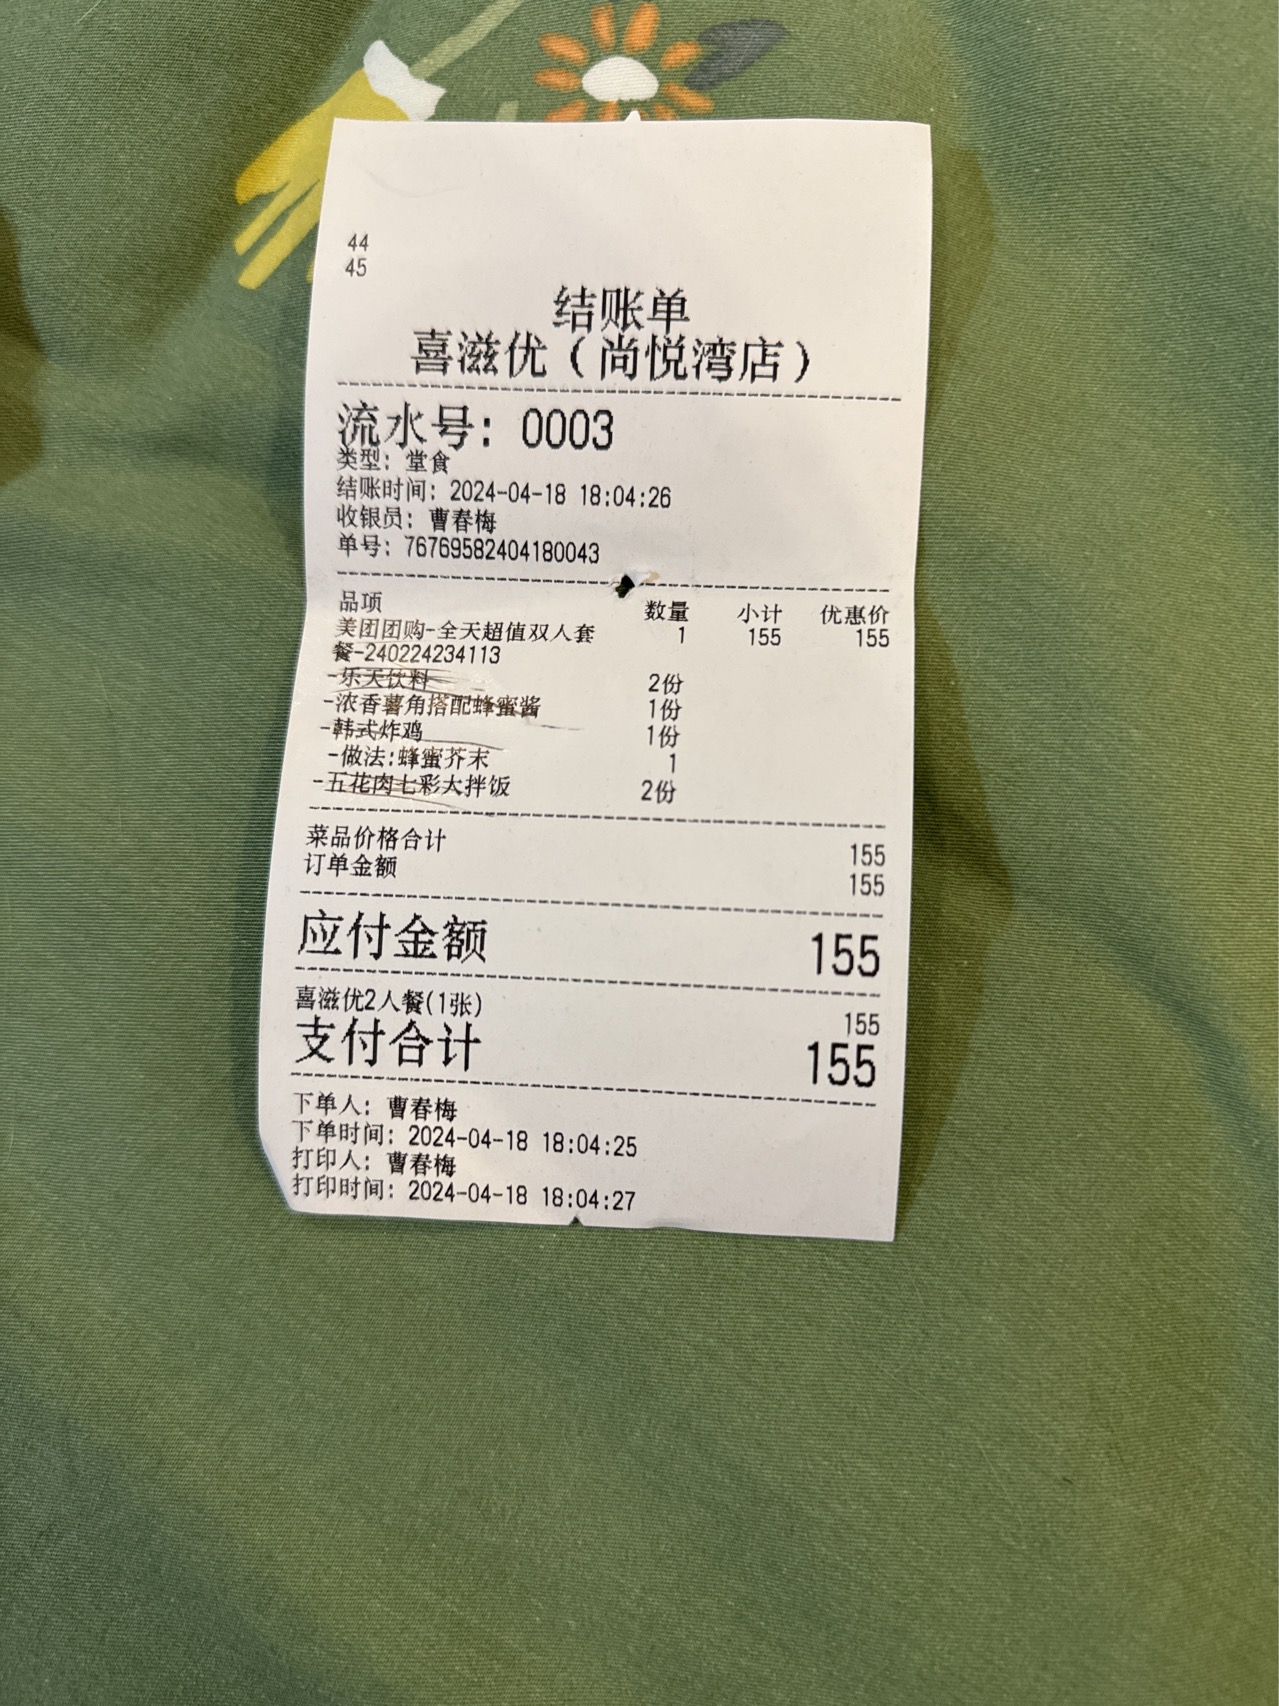 44
45
结账单
喜滋优（尚悦湾店）
流水号: 0003
类型: 堂食
结账时间: 2024-04-18 18:04:26
收银员: 曹春梅
单号: 76769582404180043
品项 数量 小计 优惠价
美团团购-全天超值双人套 1 155 155
餐-240224234113
-乐天饮料 2份
-浓香薯角搭配蜂蜜酱 1份
-韩式炸鸡 1份
-做法:蜂蜜芥末 1
-五花肉七彩大拌饭 2份
菜品价格合计 155
订单金额 155
应付金额 155
喜滋优2人餐(1张) 155
支付合计 155
下单人: 曹春梅
下单时间: 2024-04-18 18:04:25
打印人: 曹春梅
打印时间: 2024-04-18 18:04:27